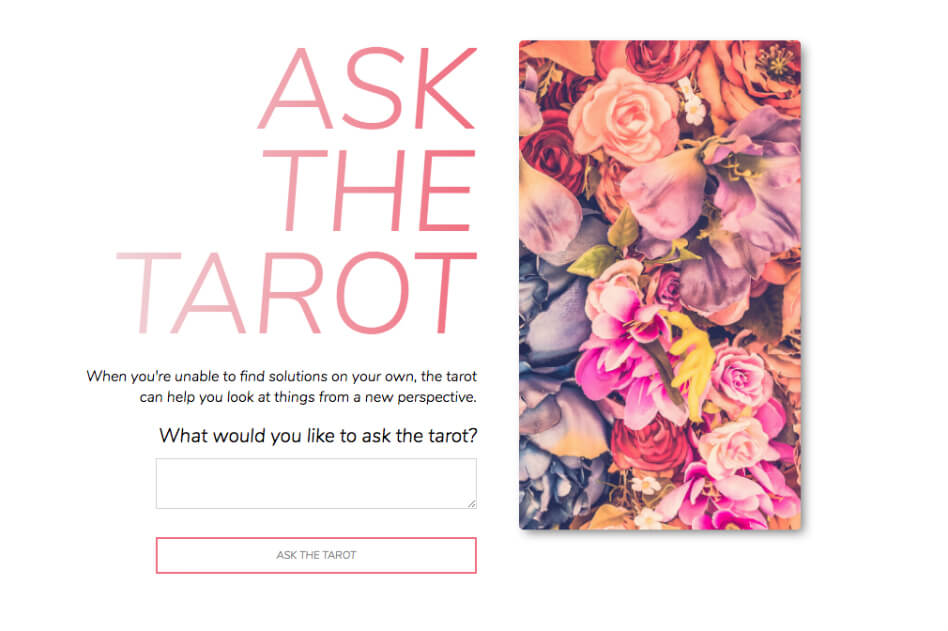 ASK
THE
TAROT
When you're unable to find solutions on your own, the tarot
can help you look at things from a new perspective.
What would you like to ask the tarot?
ASK THE TAROT